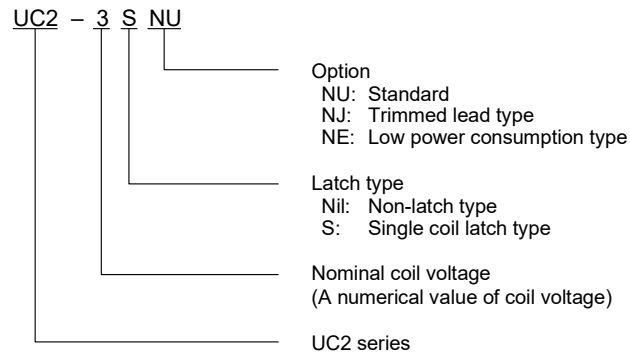 UC2 – 3 S NU
Option
NU: Standard
NJ: Trimmed lead type
NE: Low power consumption type
Latch type
Nil: Non-latch type
S: Single coil latch type
Nominal coil voltage
(A numerical value of coil voltage)
UC2 series